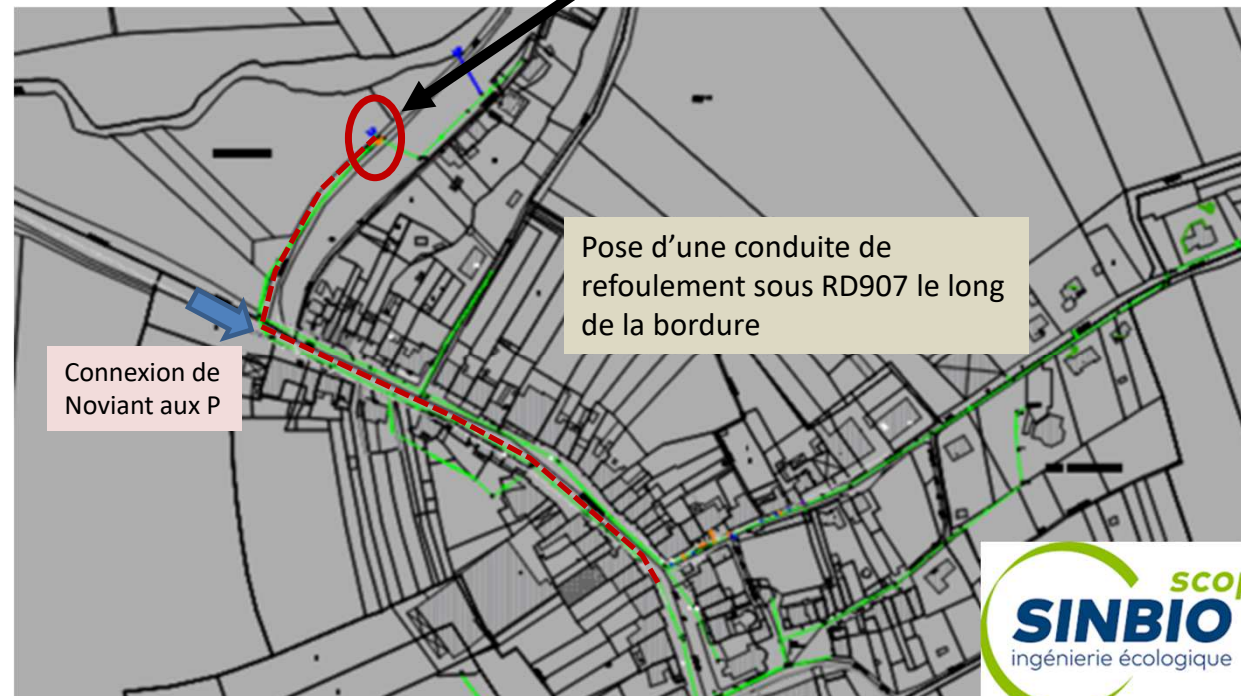 Pose d’une conduite de
refoulement sous RD907 le long
de la bordure
Connexion de
Noviant aux P
scop
SINBIO
ingénierie écologique